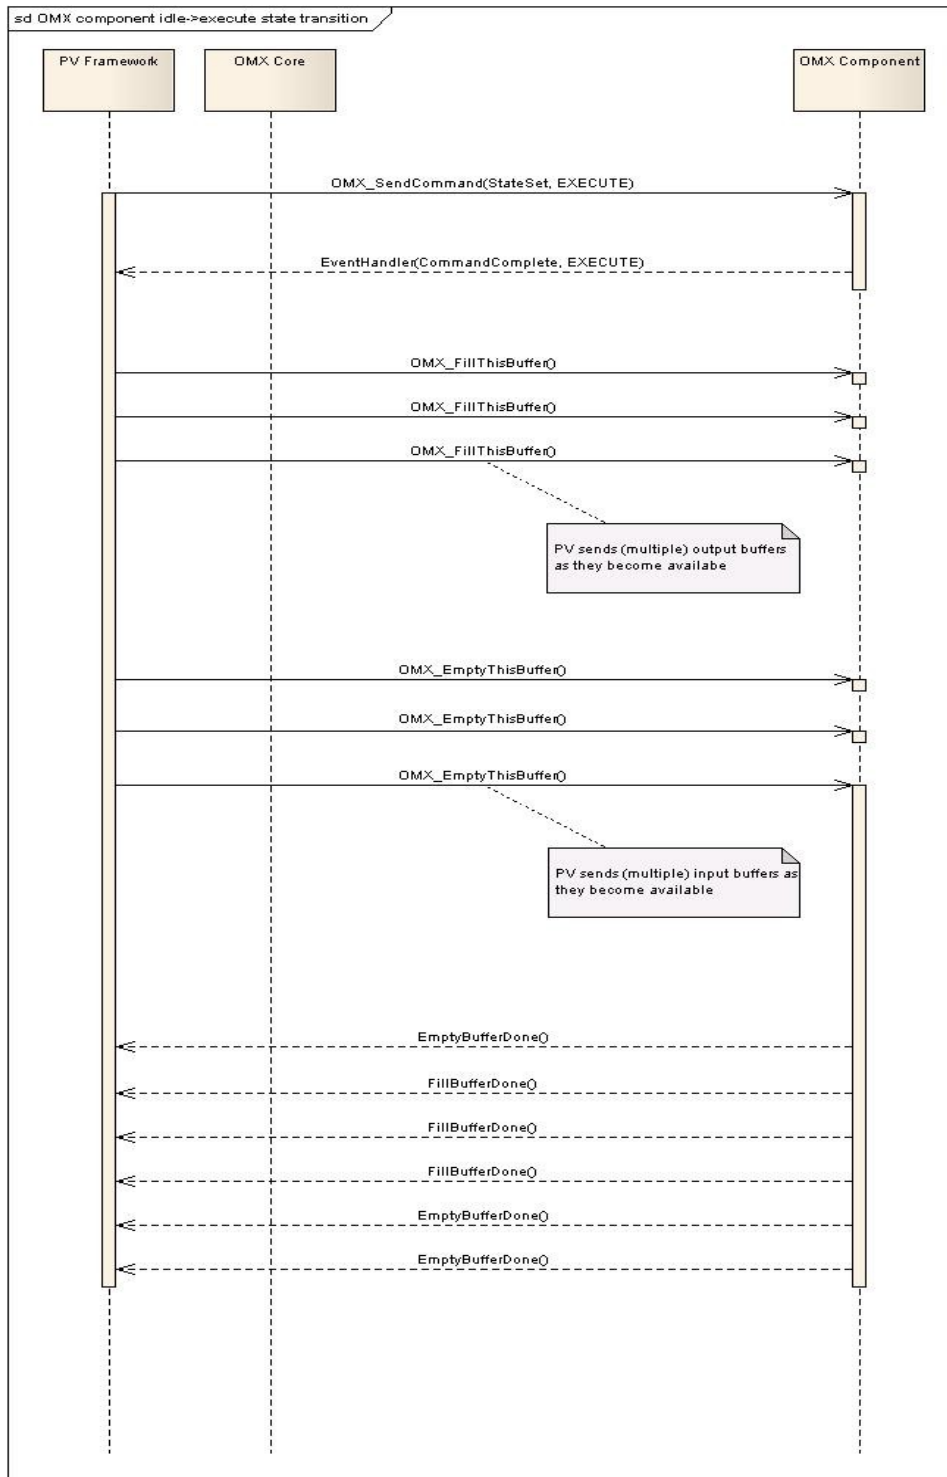 sd OMX component idle->execute state transition
PV Framework
OMX Core
OMX Component
OMX_SendCommand(StateSet, EXECUTE)
EventHandler(CommandComplete, EXECUTE)
OMX_FillThisBuffer()
OMX_FillThisBuffer()
OMX_FillThisBuffer()
PV sends (multiple) output buffers
as they become availabe
OMX_EmptyThisBuffer()
OMX_EmptyThisBuffer()
OMX_EmptyThisBuffer()
PV sends (multiple) input buffers as
they become available
EmptyBufferDone()
FillBufferDone()
FillBufferDone()
FillBufferDone()
EmptyBufferDone()
EmptyBufferDone()